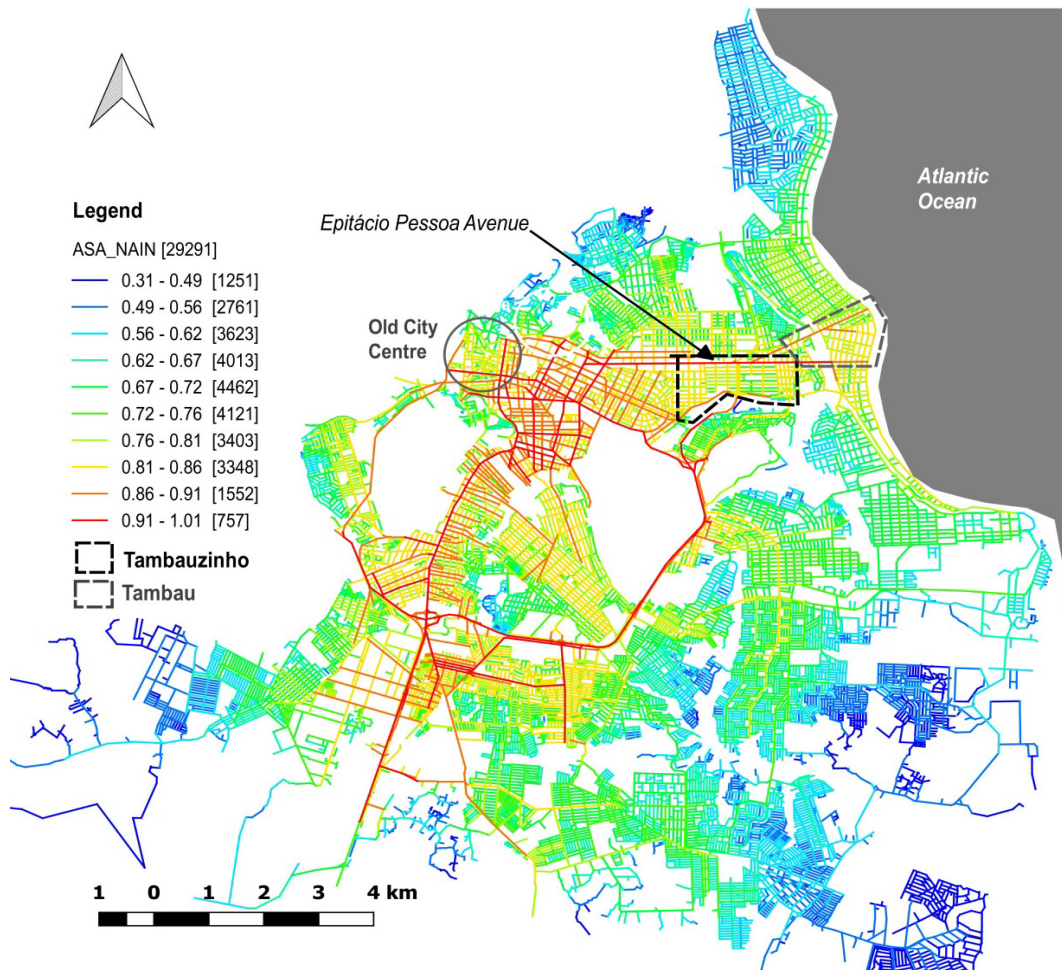 Atlantic
Ocean
Legend
Epitácio Pessoa Avenue
ASA_NAIN [29291]
0.31 - 0.49 [1251]
0.49 - 0.56 [2761]
0.56 - 0.62 [3623]
0.62 - 0.67 [4013]
0.67 - 0.72 [4462]
0.72 - 0.76 [4121]
0.76 - 0.81 [3403]
0.81 - 0.86 [3348]
0.86 - 0.91 [1552]
0.91 - 1.01 [757]
Tambauzinho
Tambau
Old City
Centre
1 0 1 2 3 4 km